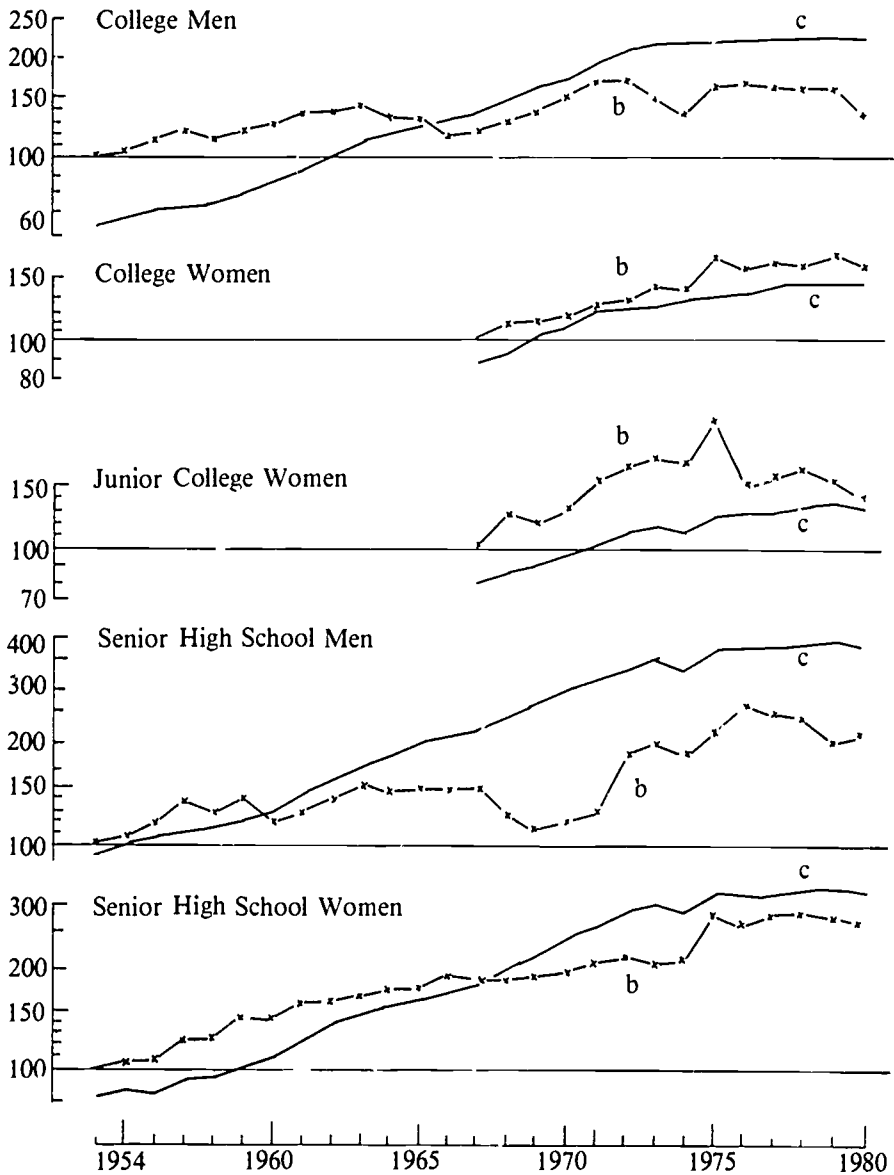 College Men
250
200
150
100
60
c
b
College Women
150
100
80
b
c
Junior College Women
150
100
70
b
c
Senior High School Men
400
300
200
150
100
c
b
Senior High School Women
300
200
150
100
c
b
1954 1960 1965 1970 1975 1980